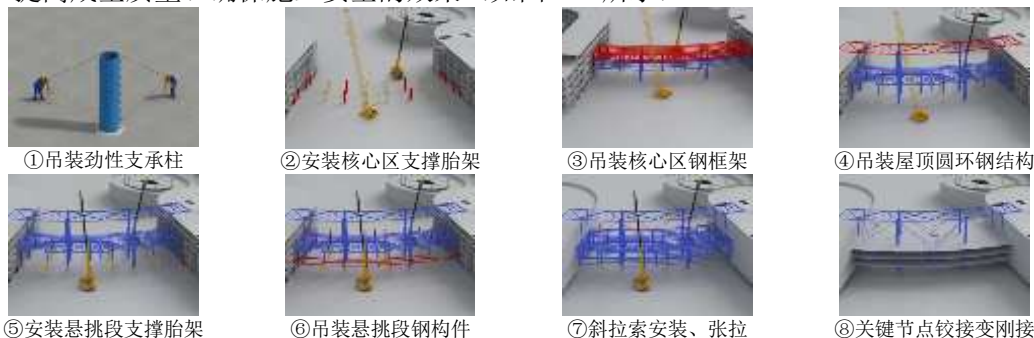 ①吊装劲性支承柱
②安装核心区支撑胎架
③吊装核心区钢框架
④吊装屋顶圆环钢结构
⑤安装悬挑段支撑胎架
⑥吊装悬挑段钢构件
⑦斜拉索安装、张拉
⑧关键节点铰接变刚接